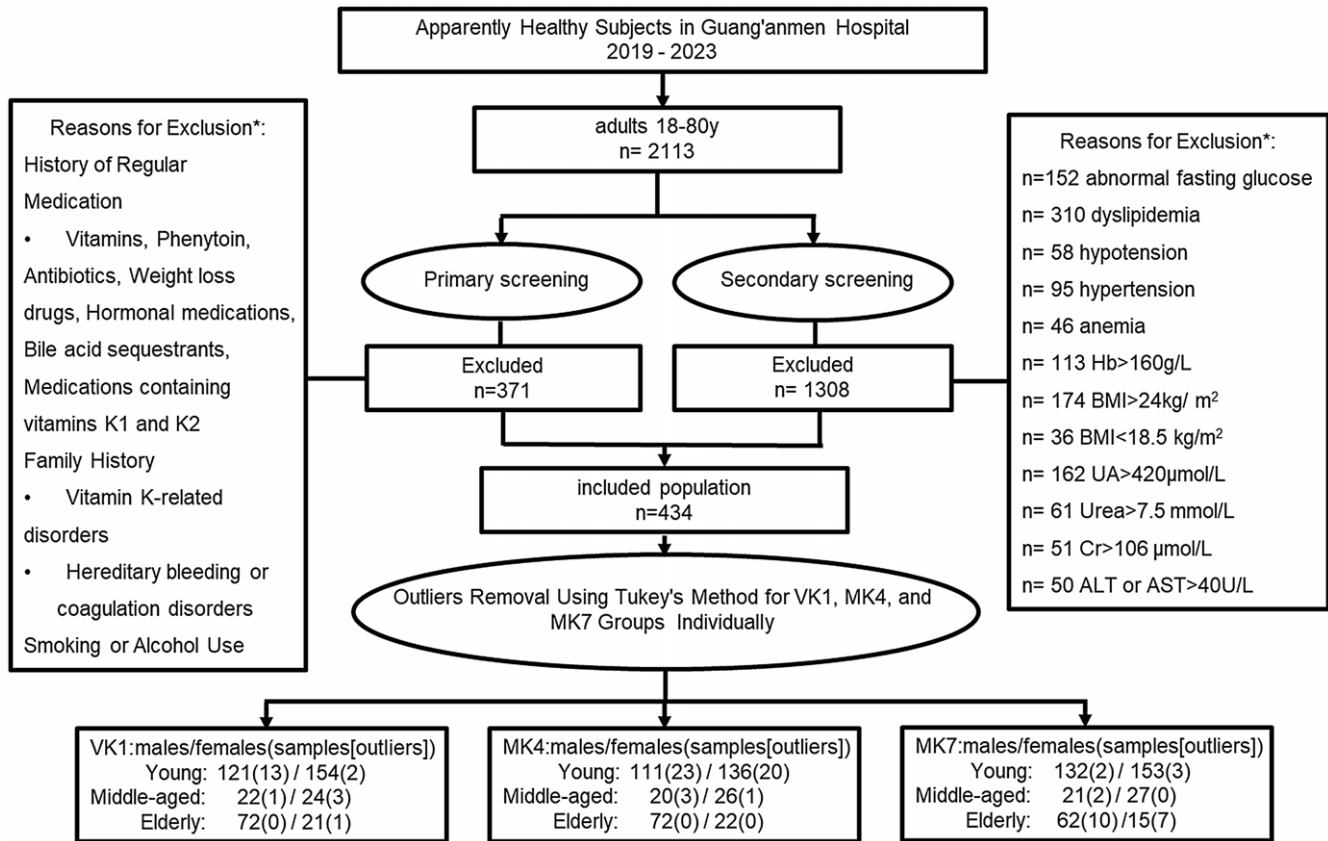 Apparently Healthy Subjects in Guang'anmen Hospital
2019 - 2023
adults 18-80y
n= 2113
Reasons for Exclusion*:
History of Regular
Medication
• Vitamins, Phenytoin,
Antibiotics, Weight loss
drugs, Hormonal medications,
Bile acid sequestrants,
Medications containing
vitamins K1 and K2
Family History
• Vitamin K-related
disorders
• Hereditary bleeding or
coagulation disorders
Smoking or Alcohol Use
Primary screening
Secondary screening
Excluded
n=371
Excluded
n= 1308
Reasons for Exclusion*:
n=152 abnormal fasting glucose
n= 310 dyslipidemia
n= 58 hypotension
n= 95 hypertension
n= 46 anemia
n= 113 Hb>160g/L
n= 174 BMI>24kg/ m²
n= 36 BMI<18.5 kg/m²
n= 162 UA>420μmol/L
n= 61 Urea>7.5 mmol/L
n= 51 Cr>106 μmol/L
n= 50 ALT or AST>40U/L
included population
n=434
Outliers Removal Using Tukey's Method for VK1, MK4, and
MK7 Groups Individually
VK1:males/females(samples[outliers])
Young: 121(13) / 154(2)
Middle-aged: 22(1) / 24(3)
Elderly: 72(0) / 21(1)
MK4:males/females(samples[outliers])
Young: 111(23) / 136(20)
Middle-aged: 20(3) / 26(1)
Elderly: 72(0) / 22(0)
MK7:males/females(samples[outliers])
Young: 132(2) / 153(3)
Middle-aged: 21(2) / 27(0)
Elderly: 62(10) /15(7)